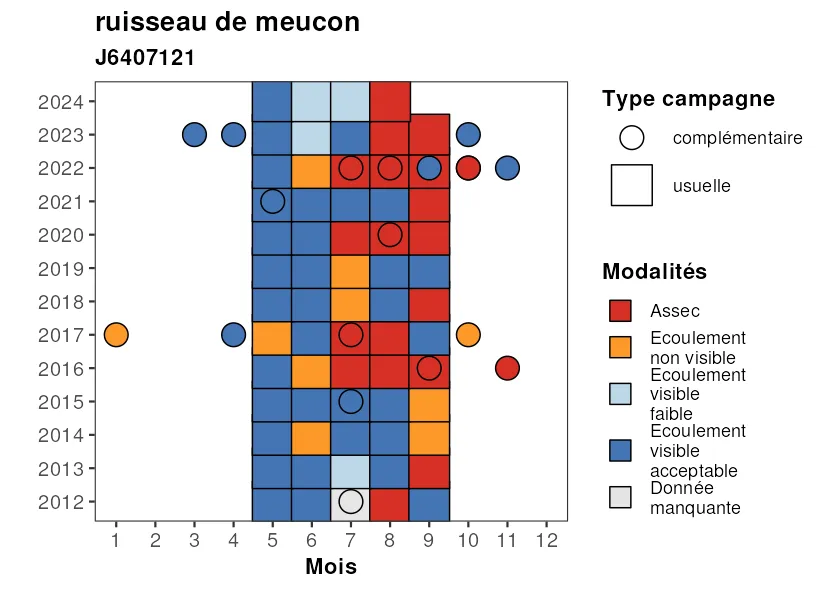 ruisseau de meucon
J6407121
2024
2023
2022
2021
2020
2019
2018
2017
2016
2015
2014
2013
2012
1 2 3 4 5 6 7 8 9 10 11 12
Mois
Type campagne
complémentaire
usuelle
Modalités
Assec
Ecoulement
non visible
Ecoulement
visible
faible
Ecoulement
visible
acceptable
Donnée
manquante